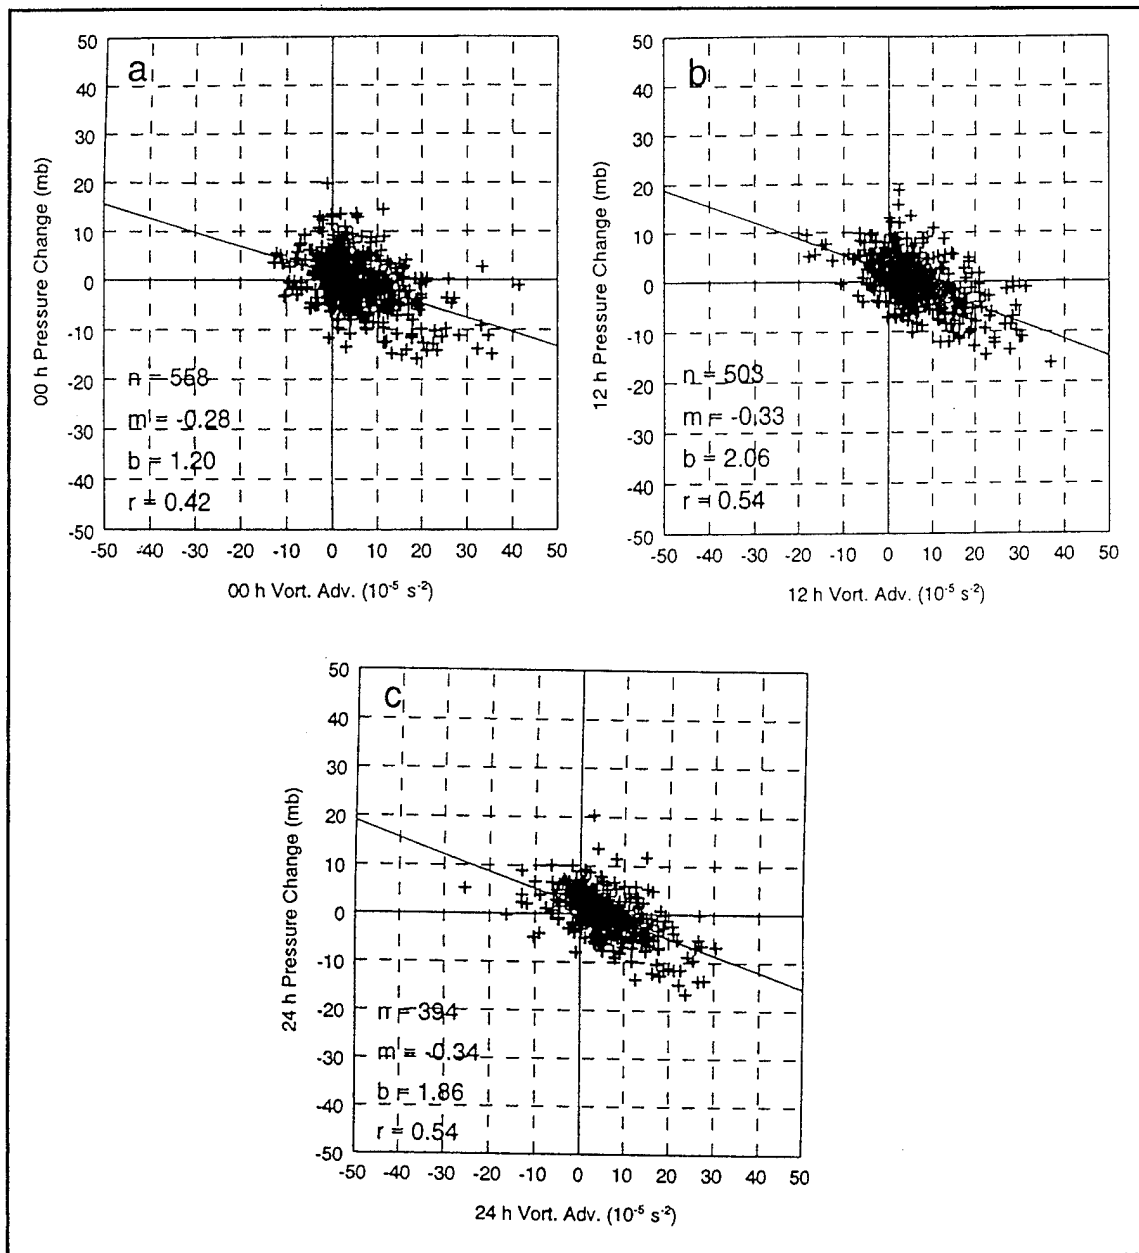 a
50
40
30
20
10
0
-10
-20
-30
-40
-50
00 h Pressure Change (mb)
n = 568
m = -0.28
b = 1.20
r = 0.42
-50 -40 -30 -20 -10 0 10 20 30 40 50
00 h Vort. Adv. (10⁻⁵ s⁻²)
b
50
40
30
20
10
0
-10
-20
-30
-40
-50
12 h Pressure Change (mb)
n = 503
m = -0.33
b = 2.06
r = 0.54
-50 -40 -30 -20 -10 0 10 20 30 40 50
12 h Vort. Adv. (10⁻⁵ s⁻²)
c
50
40
30
20
10
0
-10
-20
-30
-40
-50
24 h Pressure Change (mb)
n = 394
m = -0.34
b = 1.86
r = 0.54
-50 -40 -30 -20 -10 0 10 20 30 40 50
24 h Vort. Adv. (10⁻⁵ s⁻²)